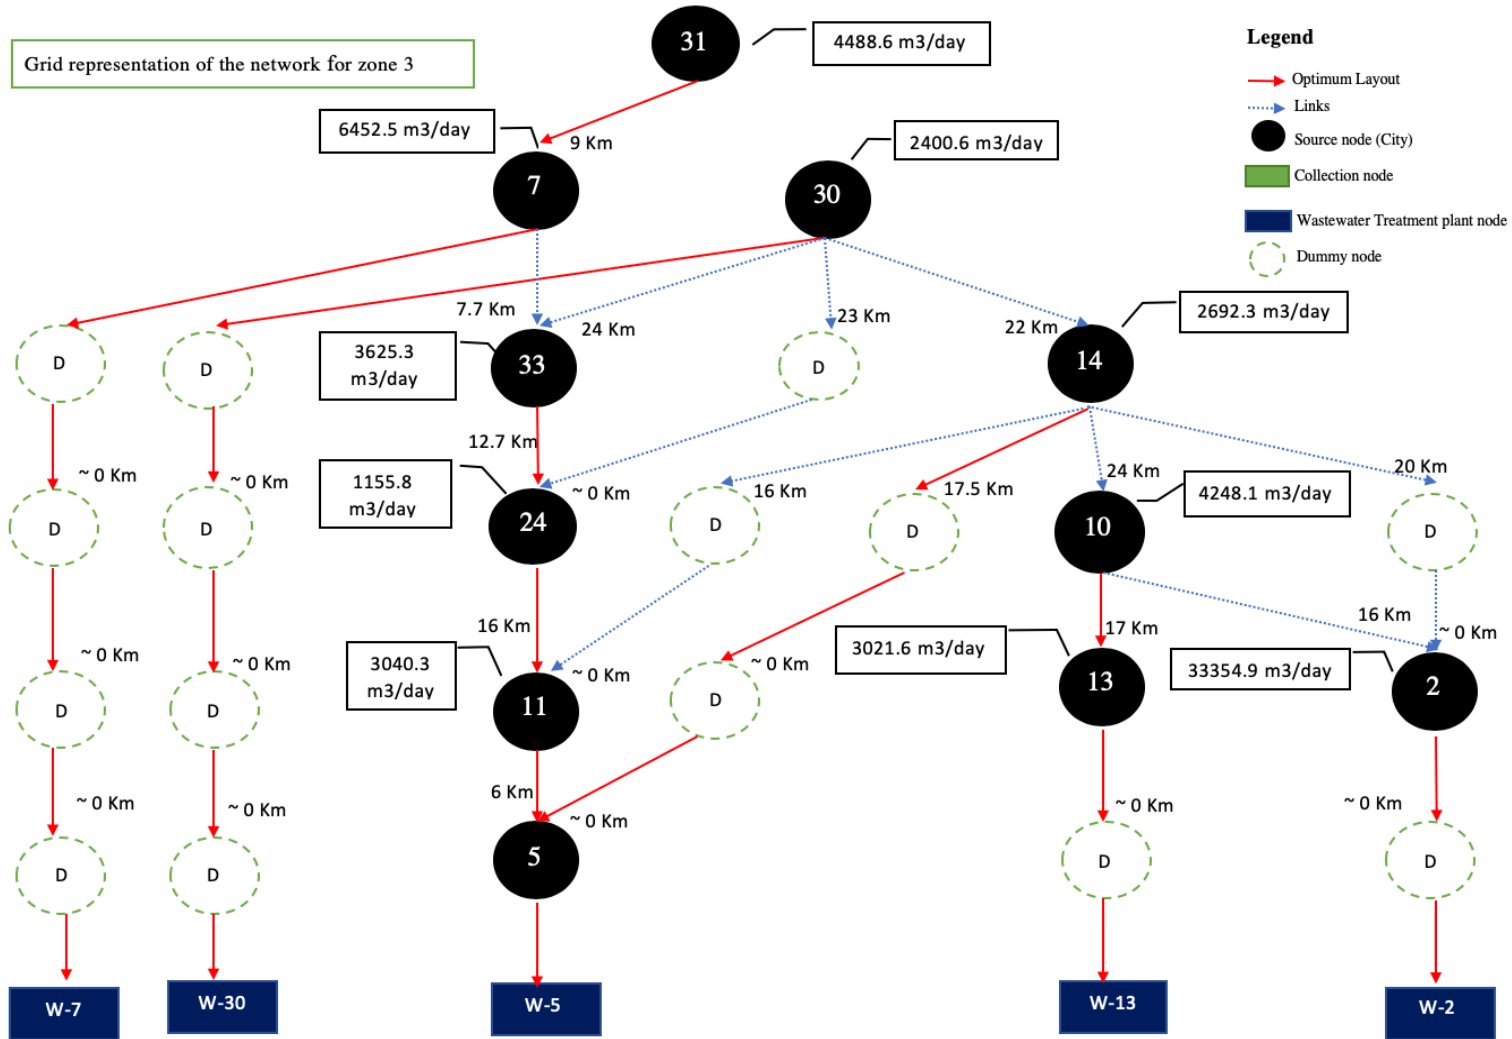 31
4488.6 m3/day
Legend
Grid representation of the network for zone 3
Optimum Layout
Links
6452.5 m3/day
9 Km
2400.6 m3/day
Source node (City)
Collection node
7
30
Wastewater Treatment plant node
Dummy node
7.7 Km
24 Km
23 Km
22 Km
2692.3 m3/day
D
D
3625.3
m3/day
33
D
14
12.7 Km
~ 0 Km
~ 0 Km
1155.8
m3/day
~ 0 Km
16 Km
17.5 Km
24 Km
20 Km
4248.1 m3/day
D
D
24
D
D
10
D
16 Km
17 Km
16 Km
~ 0 Km
~ 0 Km
~ 0 Km
3040.3
m3/day
~ 0 Km
~ 0 Km
3021.6 m3/day
33354.9 m3/day
D
D
11
D
13
2
~ 0 Km
~ 0 Km
6 Km
~ 0 Km
~ 0 Km
~ 0 Km
D
D
5
D
D
W-7
W-30
W-5
W-13
W-2